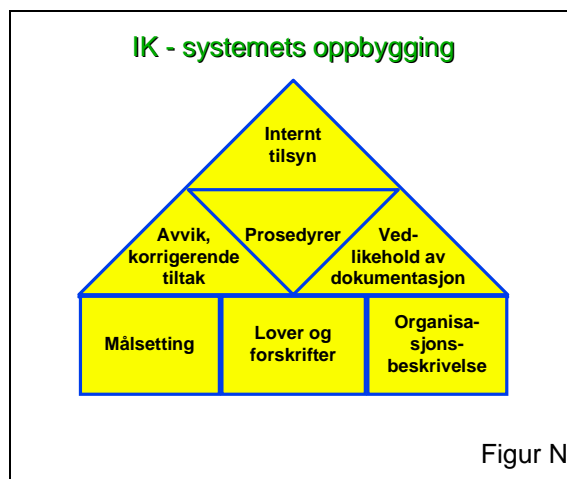 IK - systemets oppbygging
Internt
tilsyn
Avvik,
korrigerende
tiltak
Prosedyrer
Ved-
likehold av
dokumentasjon
Målsetting
Lover og
forskrifter
Organisa-
sjons-
beskrivelse
Figur N